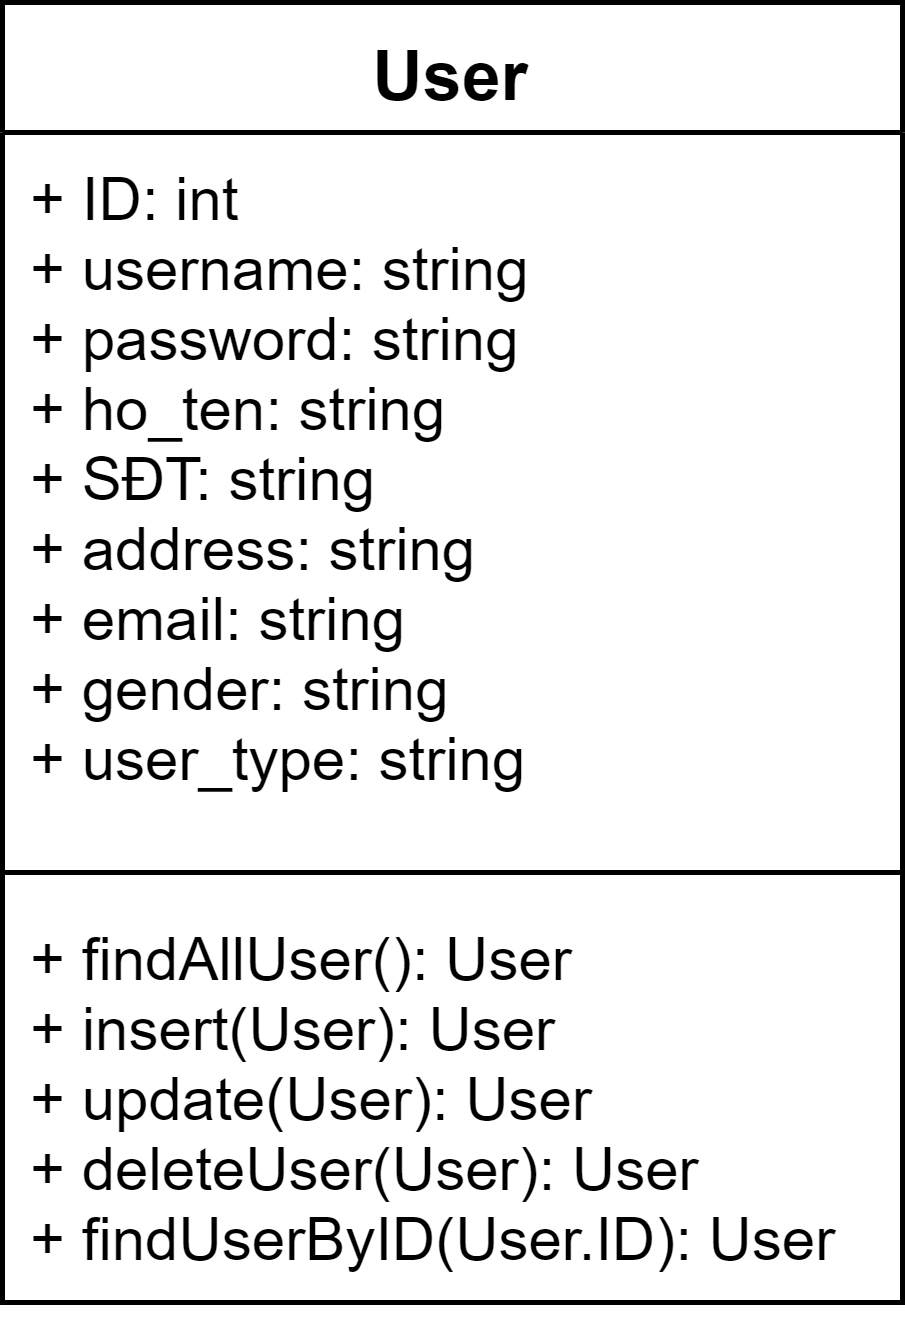 User
+ ID: int
+ username: string
+ password: string
+ ho_ten: string
+ SĐT: string
+ address: string
+ email: string
+ gender: string
+ user_type: string
+ findAllUser(): User
+ insert(User): User
+ update(User): User
+ deleteUser(User): User
+ findUserByID(User.ID): User